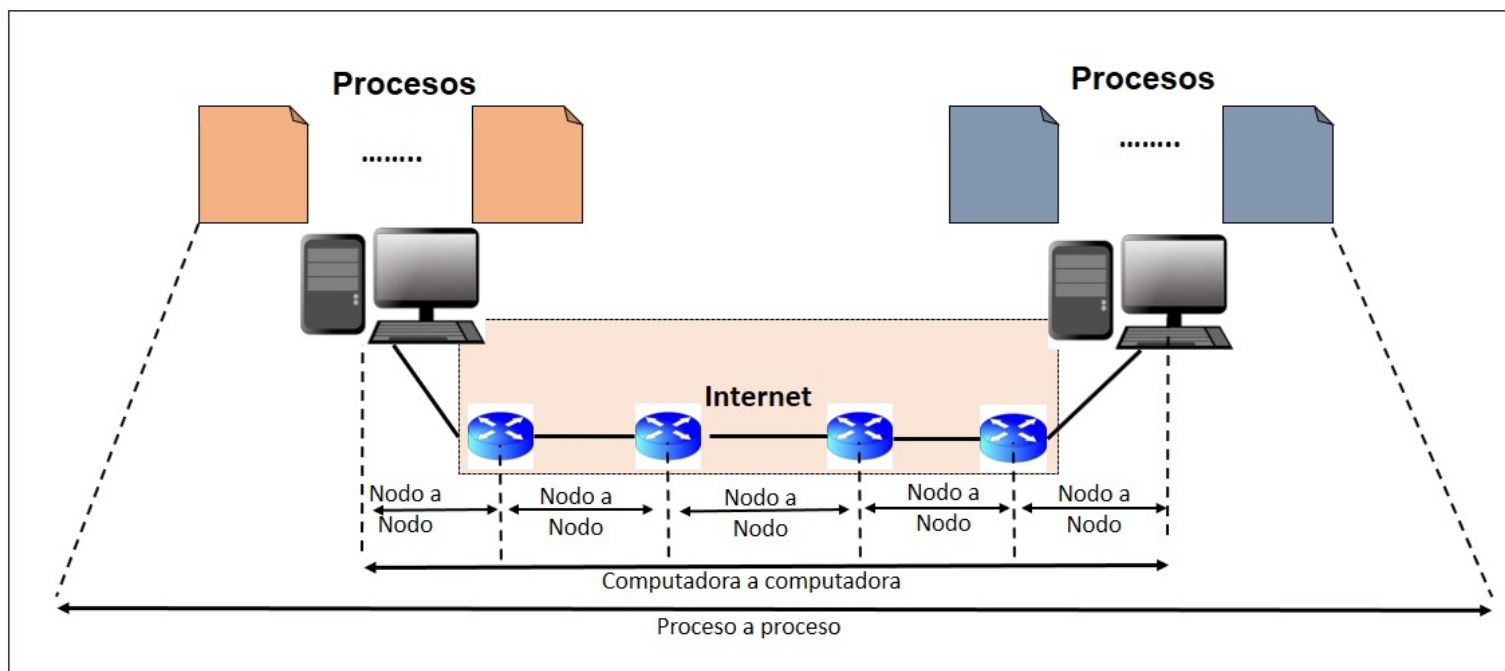 Procesos
Procesos
........
........
Internet
Nodo a
Nodo
Nodo a
Nodo
Nodo a
Nodo
Nodo a
Nodo
Nodo a
Nodo
Computadora a computadora
Proceso a proceso